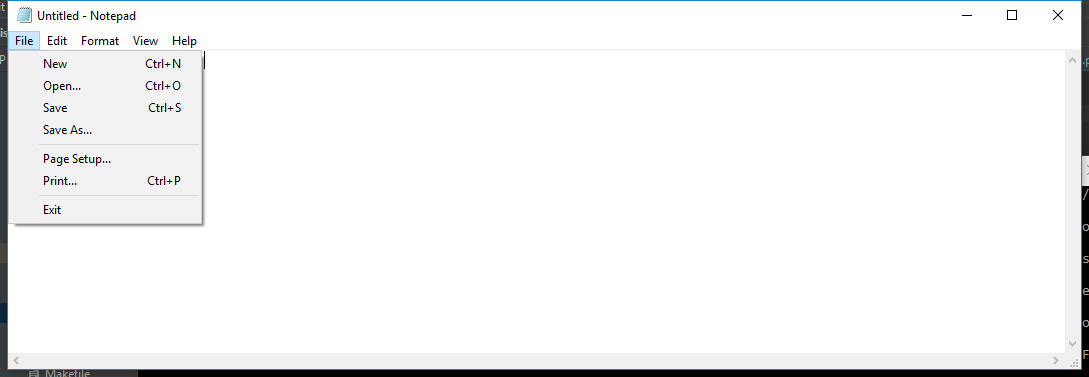 Untitled - Notepad
File Edit Format View Help
New Ctrl+N
Open... Ctrl+O
Save Ctrl+S
Save As...
Page Setup...
Print... Ctrl+P
Exit
Makefile